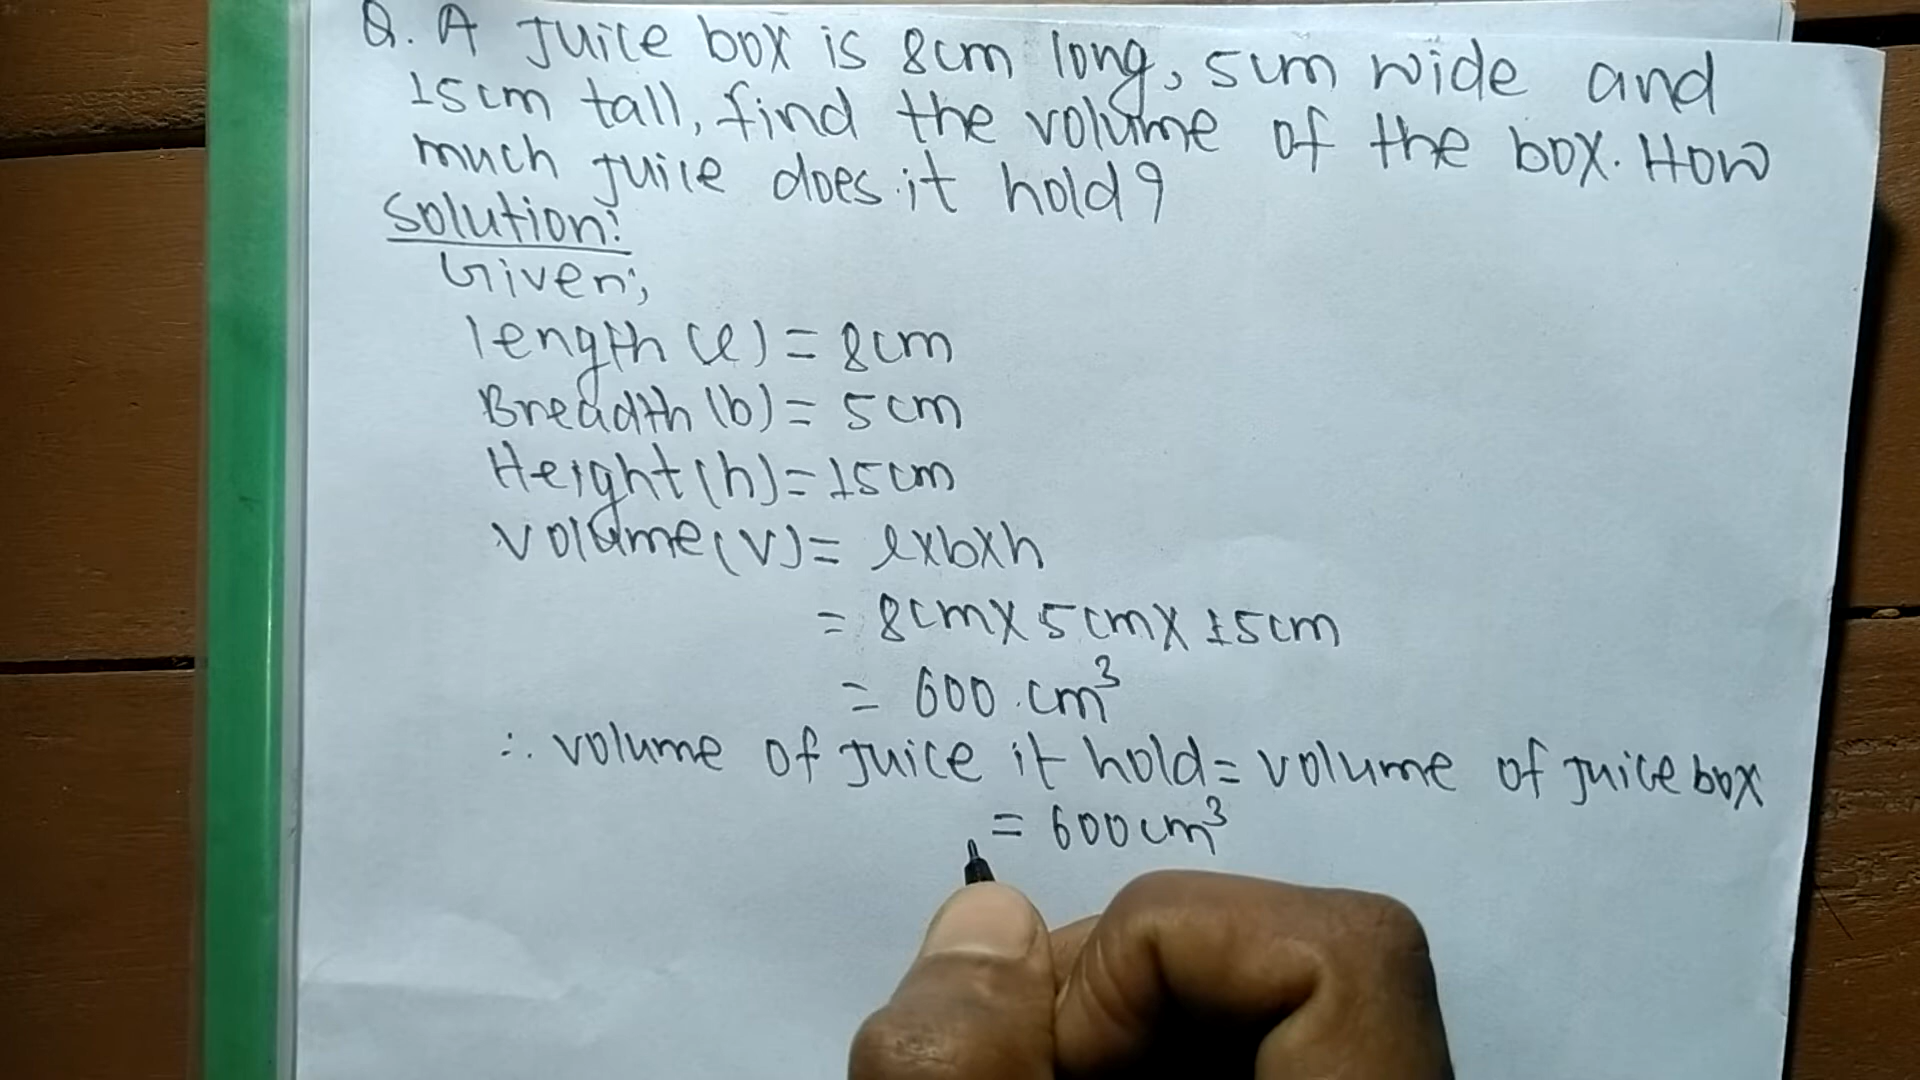 Q. A Juice box is 8cm long, 5cm wide and
15cm tall, find the volume of the box. How
much juice does it hold?
Solution:
Given;
length (l) = 8cm
Breadth (b) = 5cm
Height (h) = 15cm
Volume (V) = l×b×h
= 8cm × 5cm × 15cm
= 600 cm³
∴ volume of Juice it hold = volume of juice box
= 600cm³